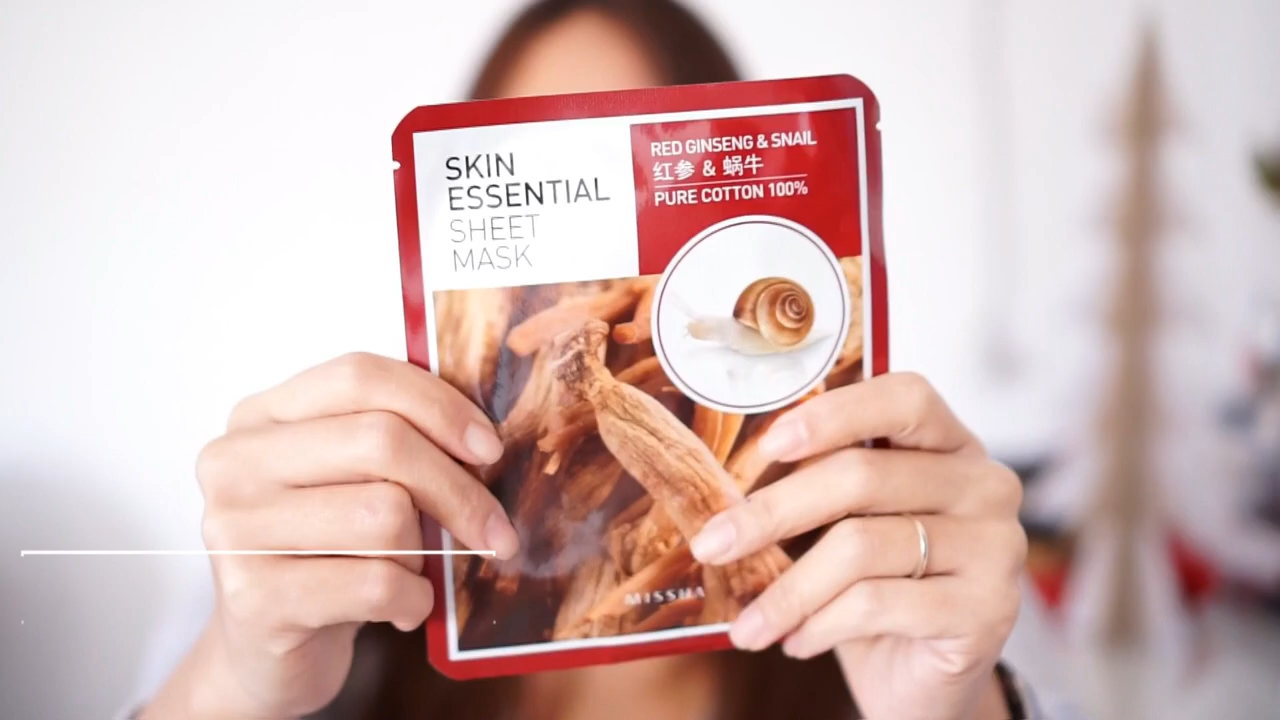 SKIN
ESSENTIAL
SHEET
MASK
RED GINSENG & SNAIL
红参 & 蜗牛
PURE COTTON 100%
MISSHA